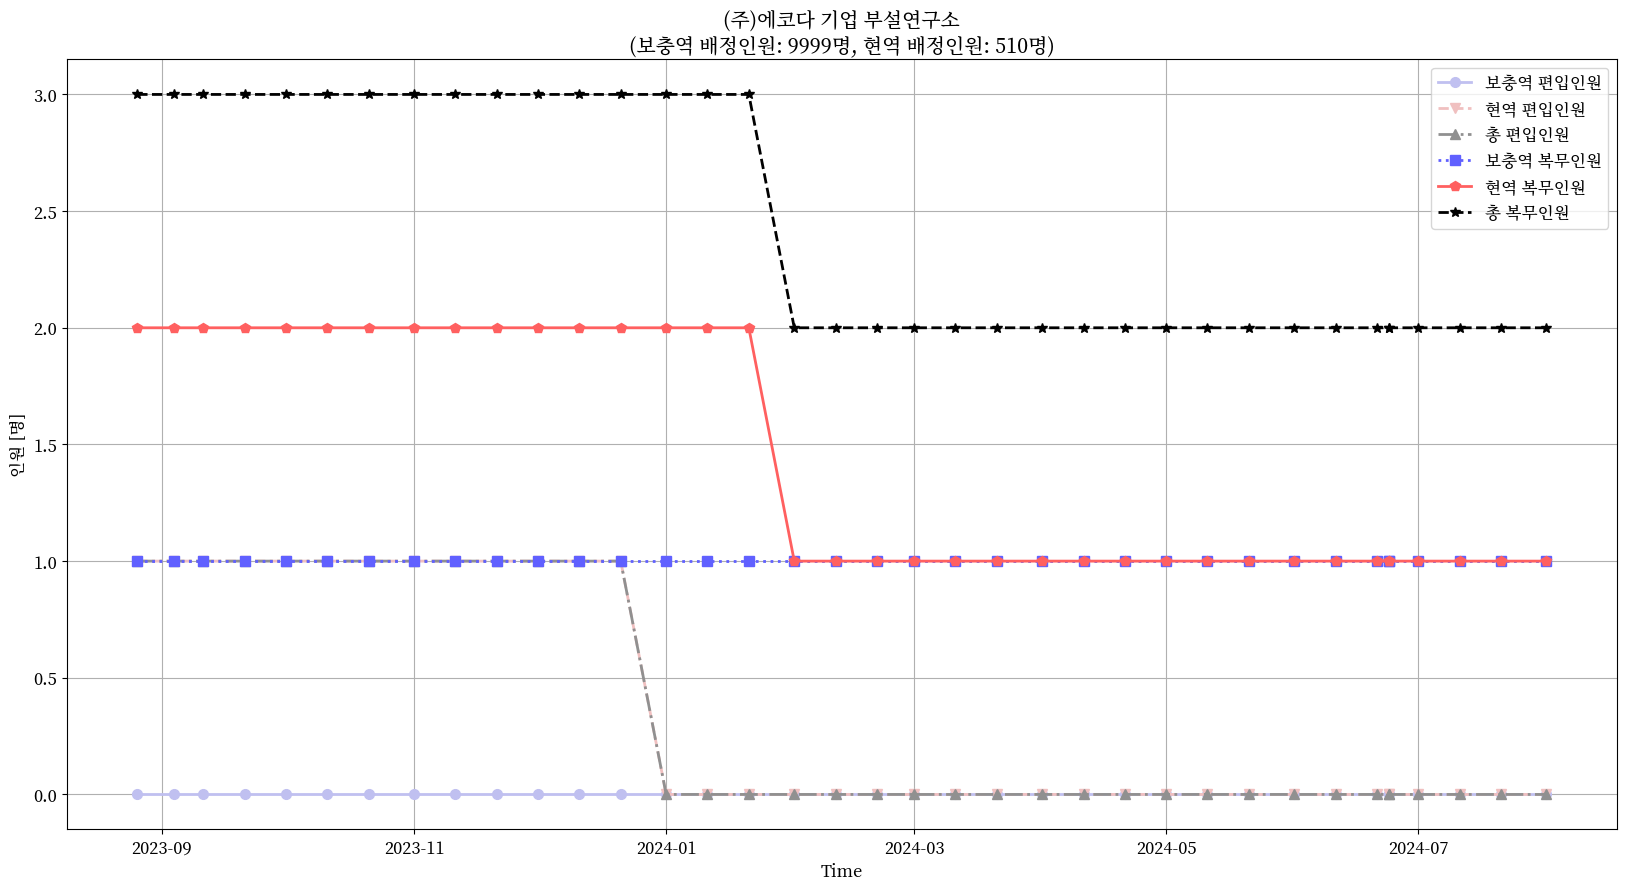 (주)에코다 기업 부설연구소
(보충역 배정인원: 9999명, 현역 배정인원: 510명)
보충역 편입인원
현역 편입인원
총 편입인원
보충역 복무인원
현역 복무인원
총 복무인원
인원 [명]
3.0
2.5
2.0
1.5
1.0
0.5
0.0
2023-09 2023-11 2024-01 2024-03 2024-05 2024-07
Time